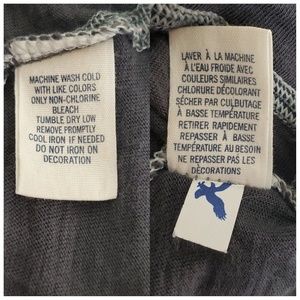 MACHINE WASH COLD
WITH LIKE COLORS
ONLY NON-CHLORINE
BLEACH
TUMBLE DRY LOW
REMOVE PROMPTLY
COOL IRON IF NEEDED
DO NOT IRON ON
DECORATION
LAVER À LA MACHINE
À L'EAU FROIDE AVEC
COULEURS SIMILAIRES
CHLORURE DÉCOLORANT
SÉCHER PAR CULBUTAGE
À BASSE TEMPÉRATURE
RETIRER RAPIDEMENT
REPASSER À BASSE
TEMPÉRATURE AU BESOIN
NE REPASSER PAS LES
DÉCORATIONS